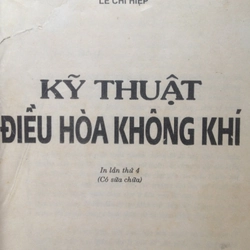 LÊ CHÍ HIỆP
KỸ THUẬT
ĐIỀU HÒA KHÔNG KHÍ
In lần thứ 4
(Có sửa chữa)